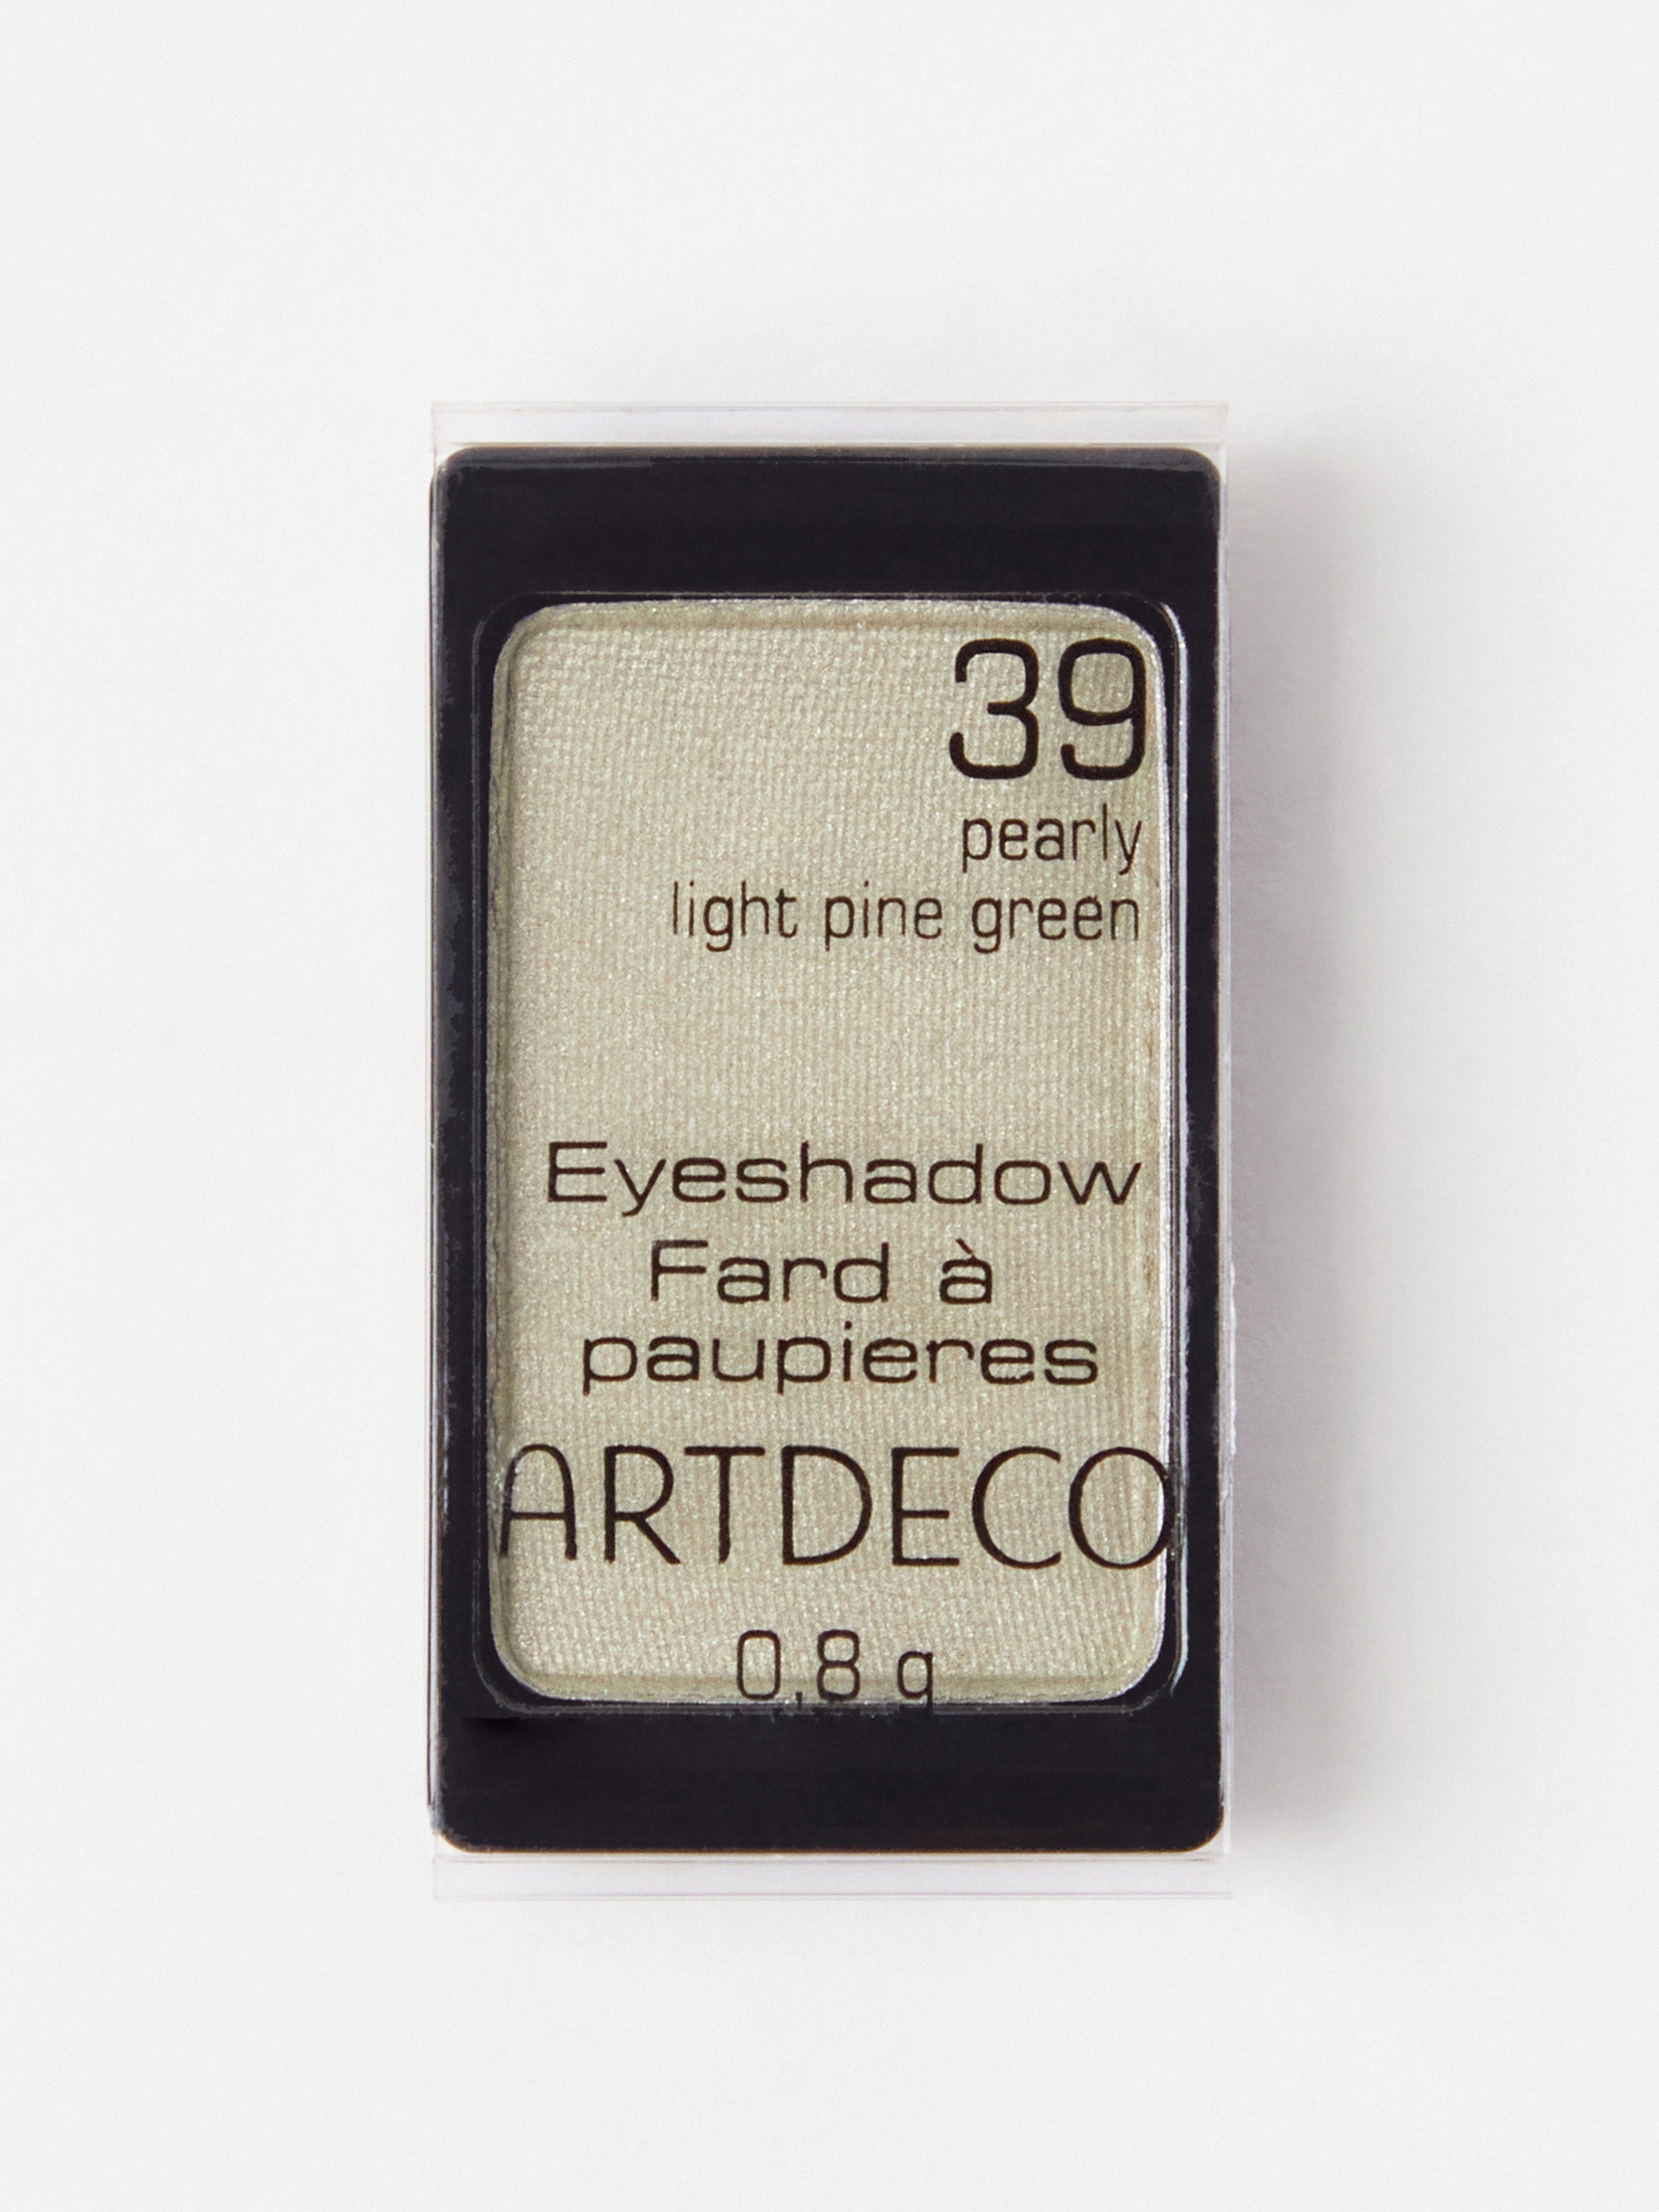 39
pearly
light pine green
Eyeshadow
Fard à
paupieres
ARTDECO
0,8 g